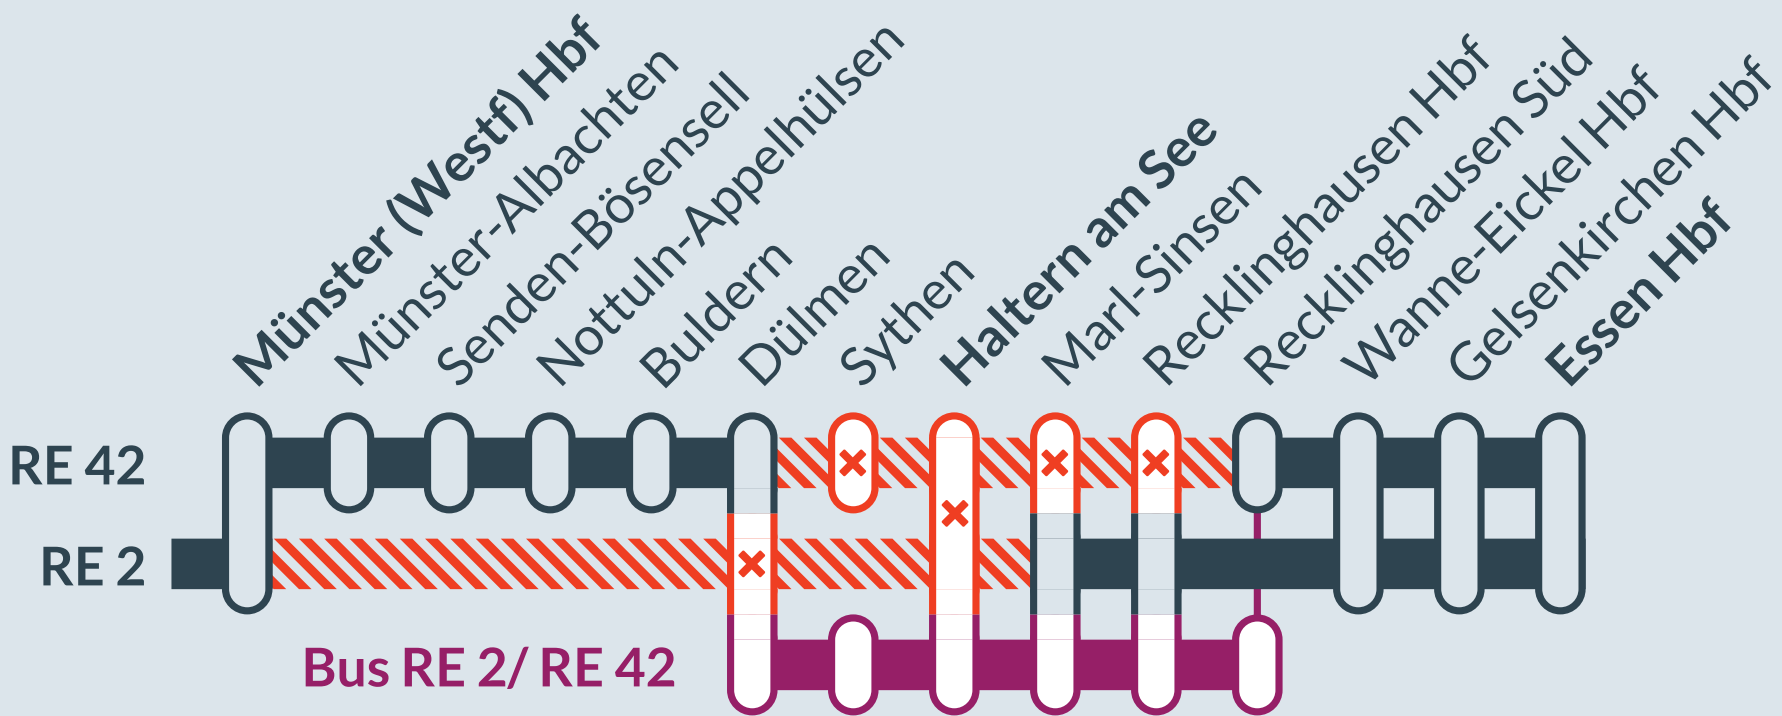 Münster (Westf) Hbf
Münster-Albachten
Senden-Bösensell
Nottuln-Appelhülsen
Buldern
Dülmen
Sythen
Haltern am See
Marl-Sinsen
Recklinghausen Hbf
Recklinghausen Süd
Wanne-Eickel Hbf
Gelsenkirchen Hbf
Essen Hbf
RE 42
RE 2
Bus RE 2/ RE 42